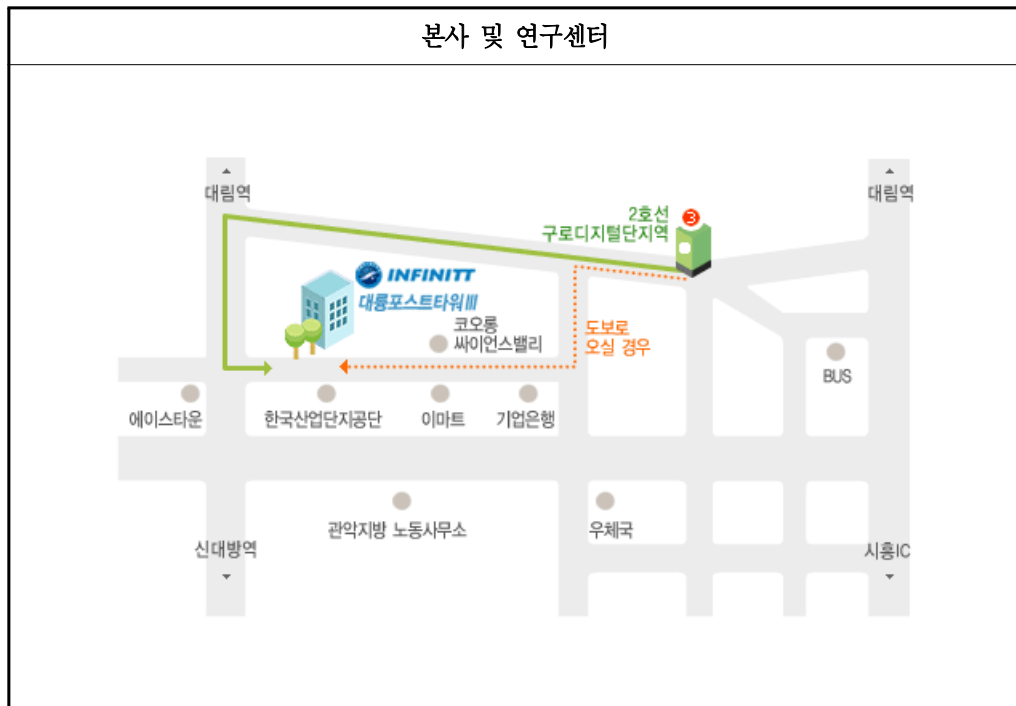 본사 및 연구센터
대림역
대림역
2호선
3
구로디지털단지역
INFINITT
대륭포스트타워Ⅲ
코오롱
싸이언스밸리
도보로
오실 경우
BUS
에이스타운
한국산업단지공단
이마트
기업은행
관악지방 노동사무소
우체국
신대방역
시흥IC